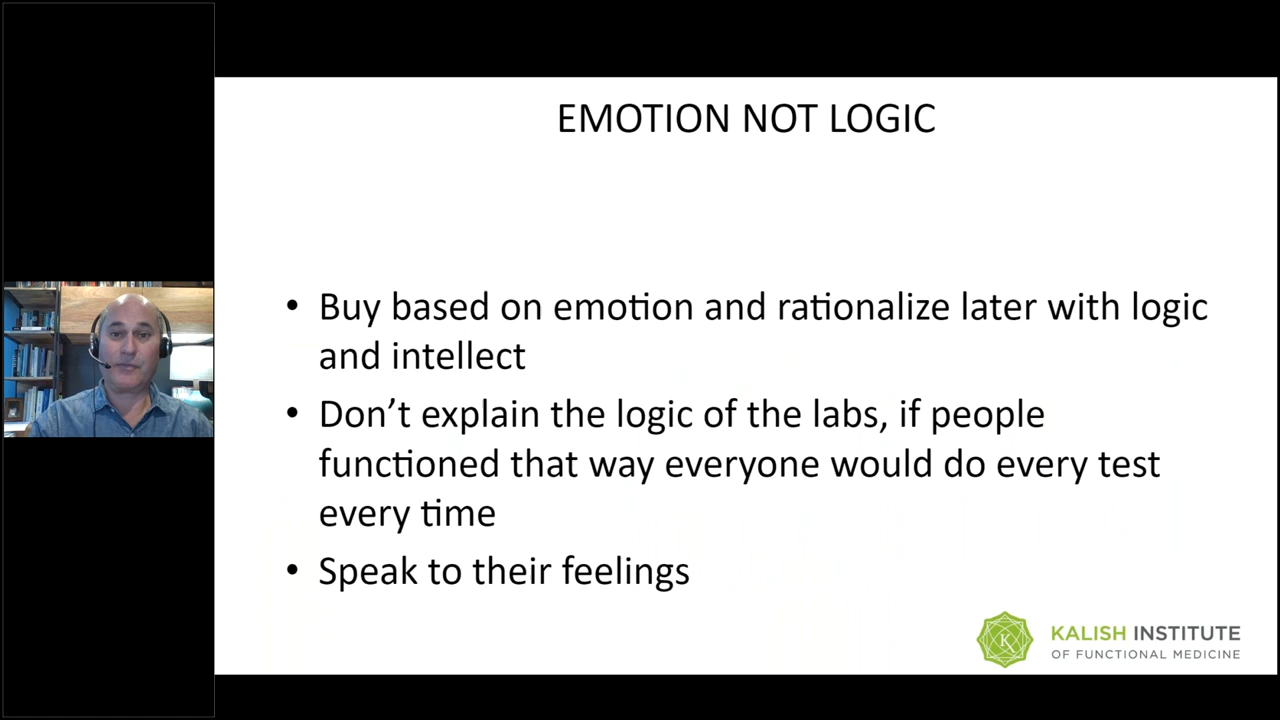 EMOTION NOT LOGIC
• Buy based on emotion and rationalize later with logic
and intellect
• Don’t explain the logic of the labs, if people
functioned that way everyone would do every test
every time
• Speak to their feelings
K
KALISH INSTITUTE
OF FUNCTIONAL MEDICINE